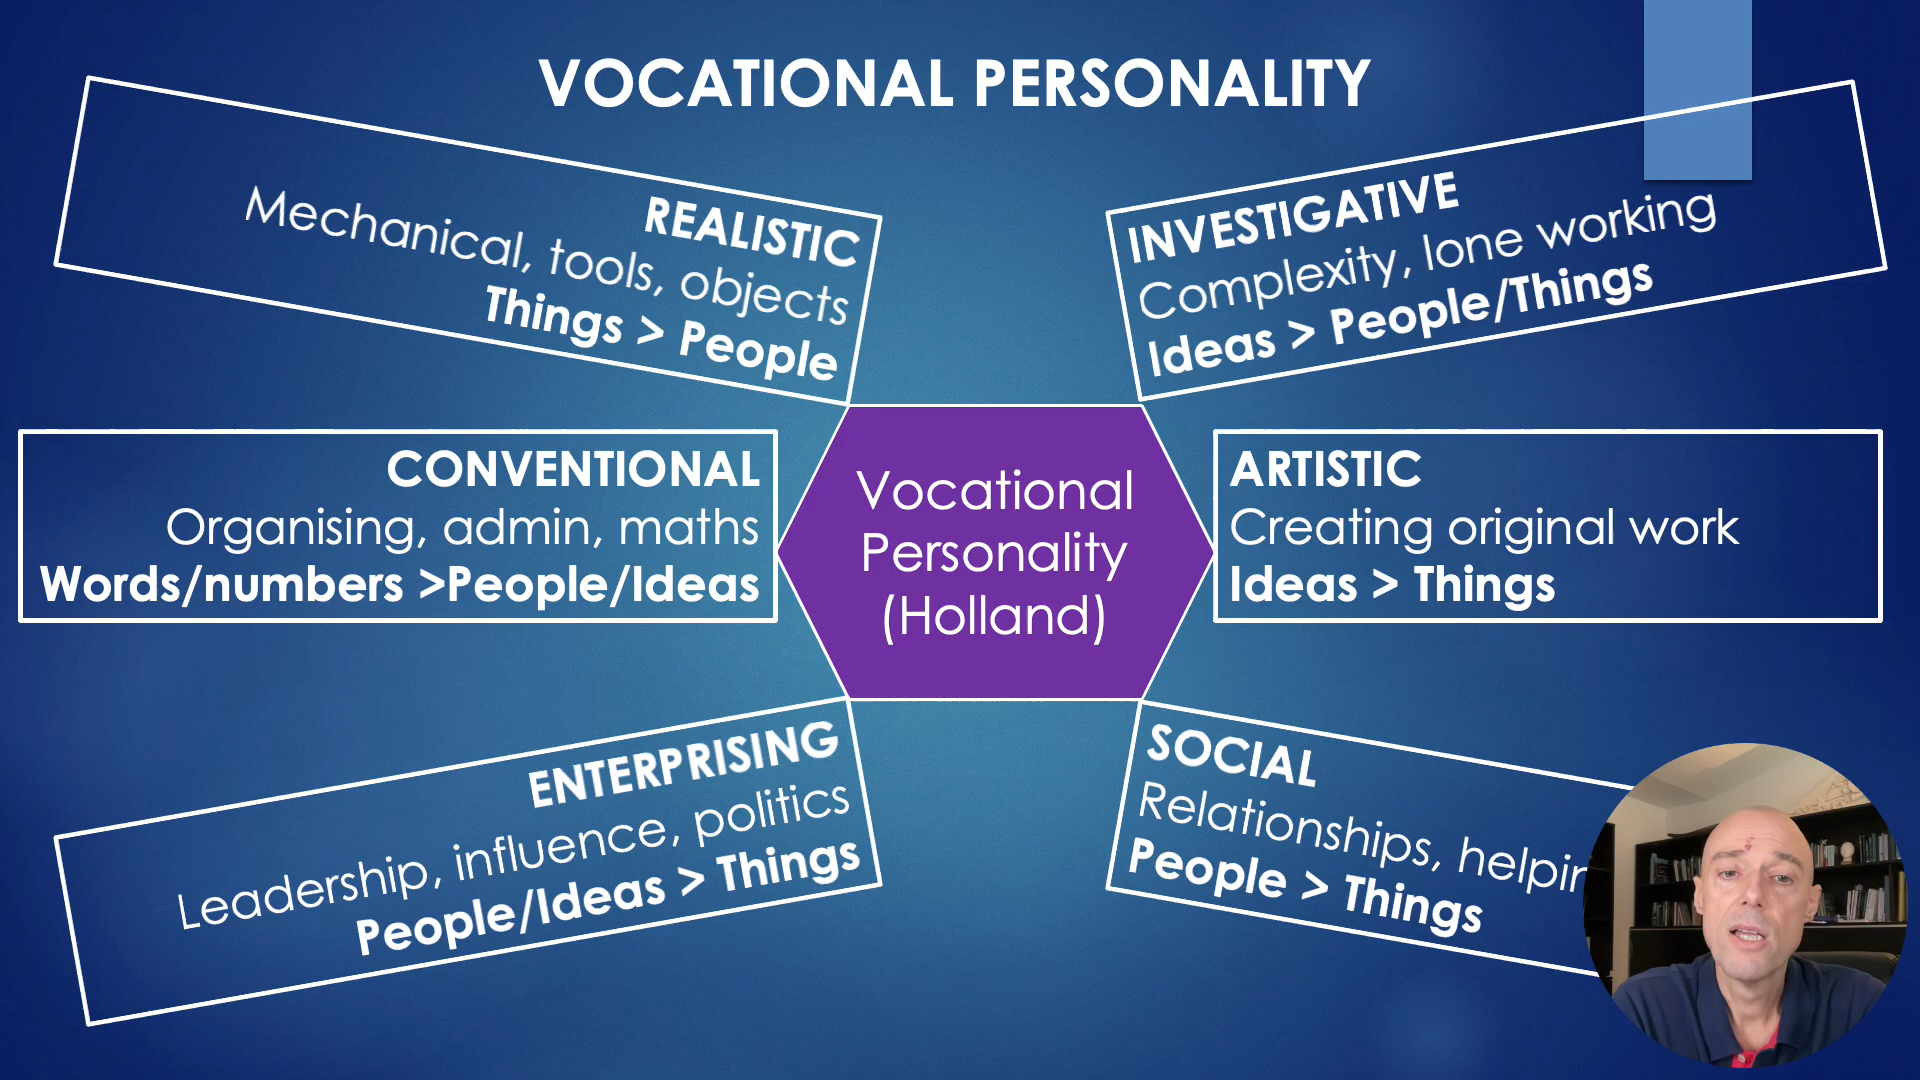 VOCATIONAL PERSONALITY
REALISTIC
Mechanical, tools, objects
Things > People
INVESTIGATIVE
Complexity, lone working
Ideas > People/Things
CONVENTIONAL
Organising, admin, maths
Words/numbers >People/Ideas
Vocational
Personality
(Holland)
ARTISTIC
Creating original work
Ideas > Things
ENTERPRISING
Leadership, influence, politics
People/Ideas > Things
SOCIAL
Relationships,
People > Things